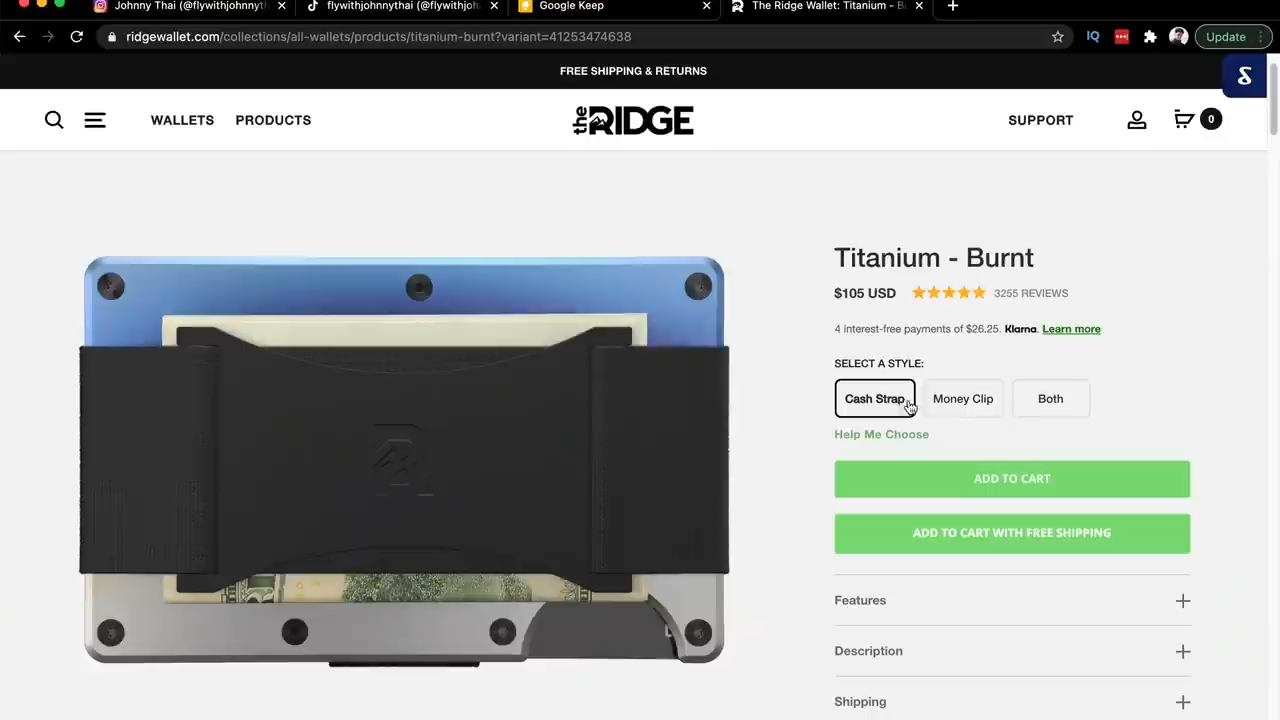 Johnny Thai (@flywithjohnnyth
flywithjohnnythai (@flywithjoh
Google Keep
The Ridge Wallet: Titanium - B
ridgewallet.com/collections/all-wallets/products/titanium-burnt?variant=41253474638
IQ
Update
FREE SHIPPING & RETURNS
WALLETS
PRODUCTS
the RIDGE
SUPPORT
0
Titanium - Burnt
$105 USD
3255 REVIEWS
4 interest-free payments of $26.25. Klarna. Learn more
SELECT A STYLE:
Cash Strap
Money Clip
Both
Help Me Choose
ADD TO CART
ADD TO CART WITH FREE SHIPPING
Features
Description
Shipping